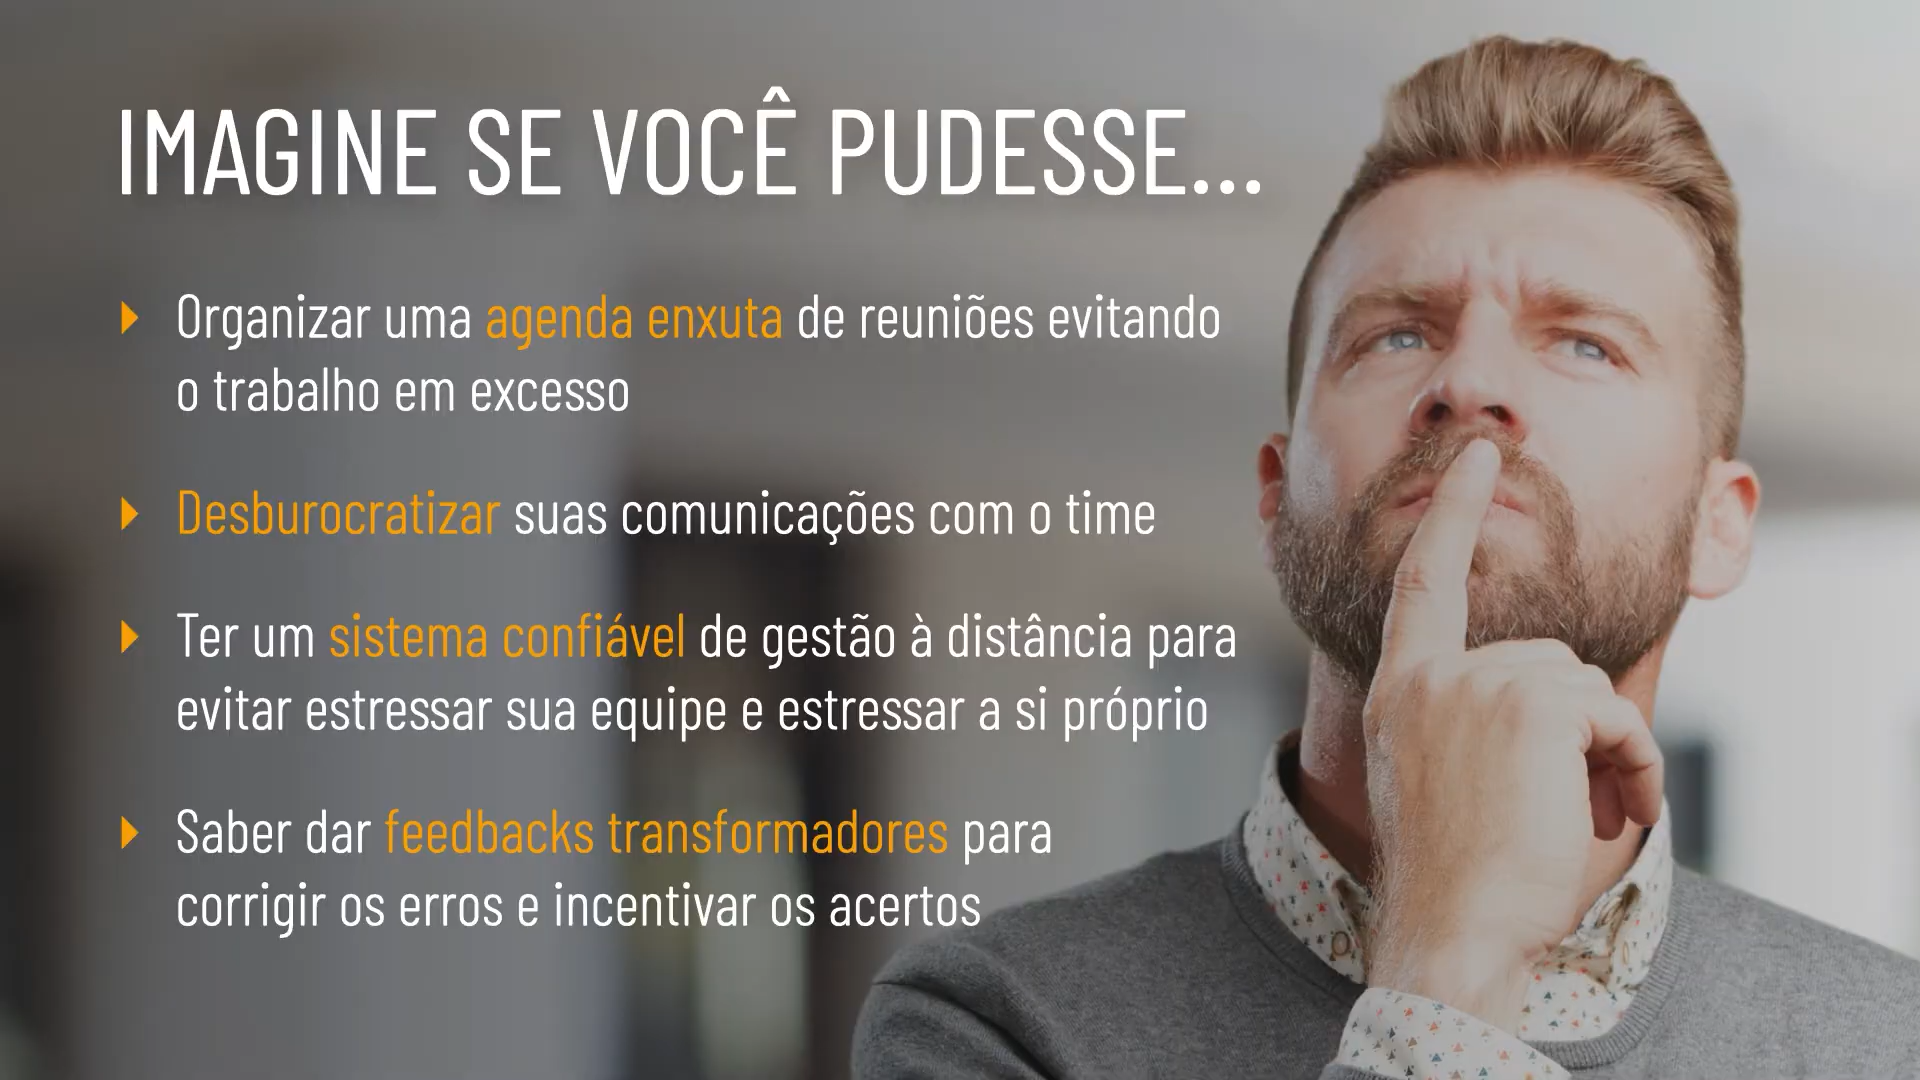 IMAGINE SE VOCÊ PUDESSE...
Organizar uma agenda enxuta de reuniões evitando
o trabalho em excesso
Desburocratizar suas comunicações com o time
Ter um sistema confiável de gestão à distância para
evitar estressar sua equipe e estressar a si próprio
Saber dar feedbacks transformadores para
corrigir os erros e incentivar os acertos